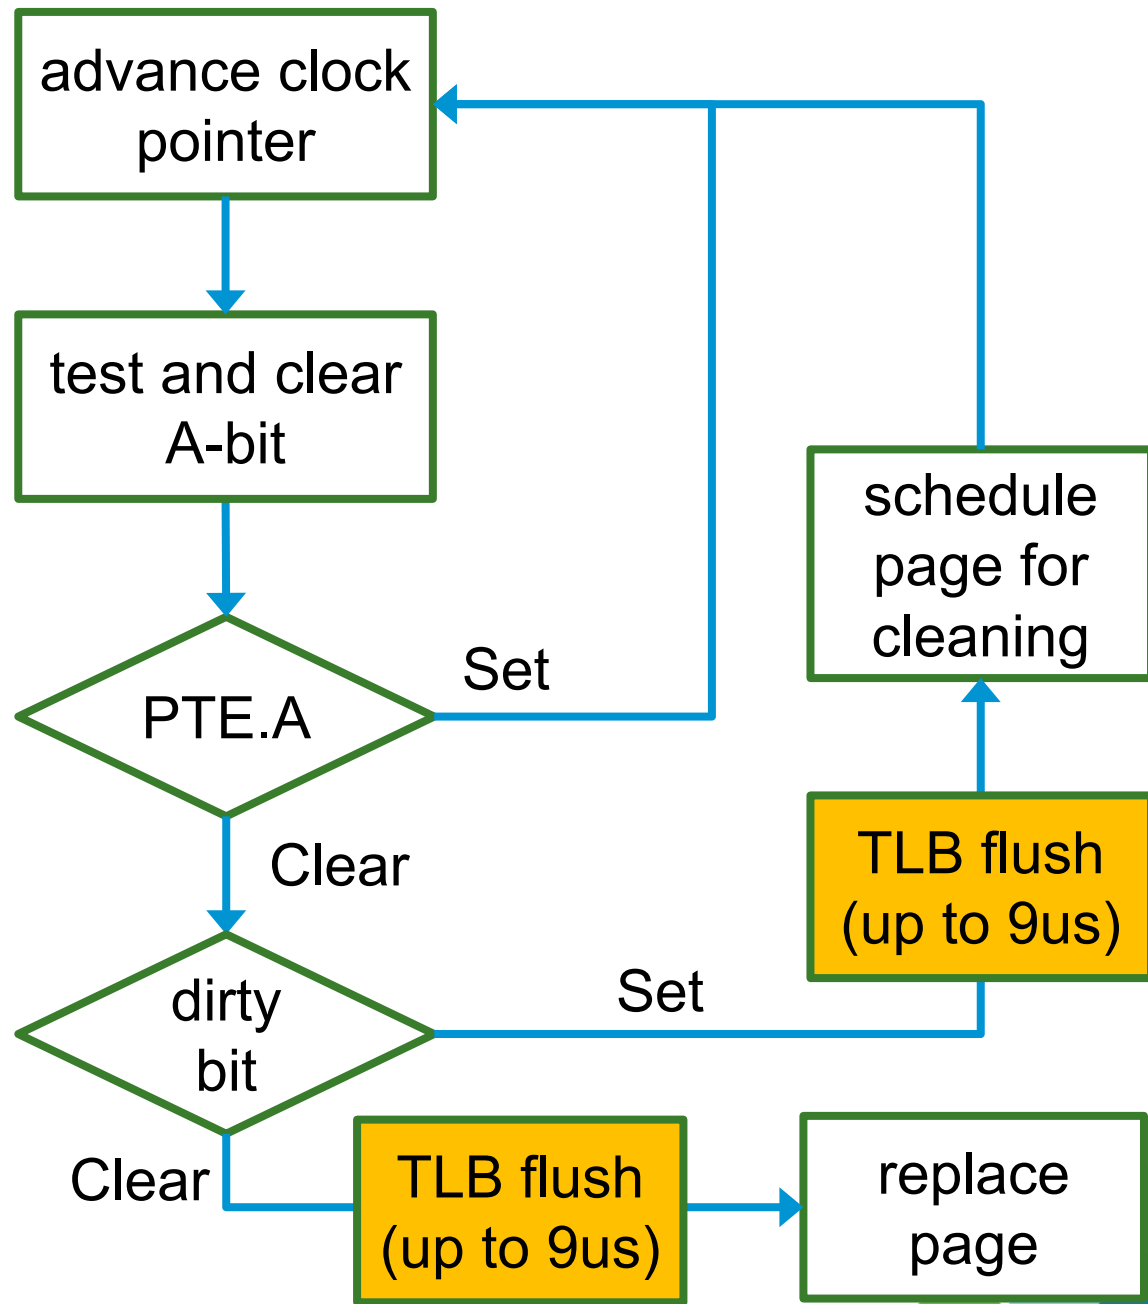 advance clock
pointer
test and clear
A-bit
PTE.A
Set
Clear
dirty
bit
Set
Clear
TLB flush
(up to 9us)
replace
page
TLB flush
(up to 9us)
schedule
page for
cleaning